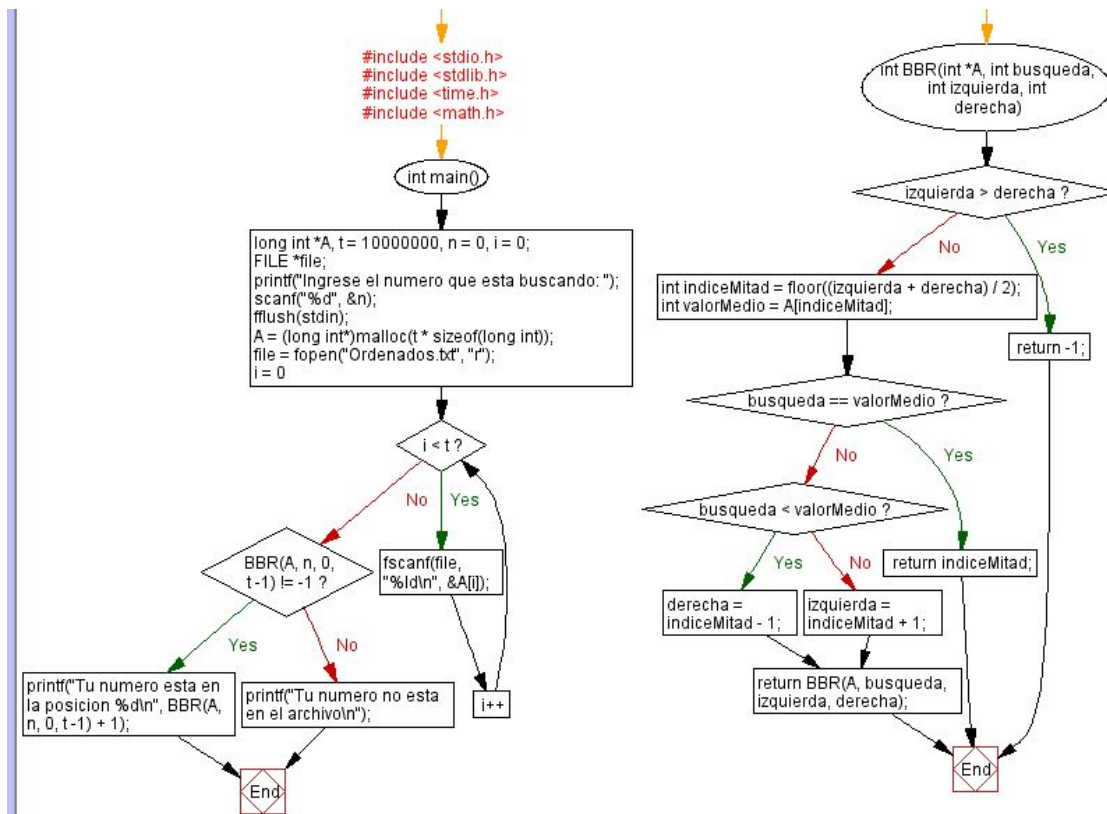 #include <stdio.h>
#include <stdlib.h>
#include <time.h>
#include <math.h>
int main()
long int *A, t = 10000000, n = 0, i = 0;
FILE *file;
printf("Ingrese el numero que esta buscando: ");
scanf("%d", &n);
fflush(stdin);
A = (long int*)malloc(t * sizeof(long int));
file = fopen("Ordenados.txt", "r");
i = 0
i < t ?
No
Yes
BBR(A, n, 0,
t -1) != -1 ?
fscanf(file,
"%ld\n", &A[i]);
Yes
No
i++
printf("Tu numero esta en
la posicion %d\n", BBR(A,
n, 0, t -1) + 1);
printf("Tu numero no esta
en el archivo\n");
End
int BBR(int *A, int busqueda,
int izquierda, int
derecha)
izquierda > derecha ?
No
Yes
int indiceMitad = floor((izquierda + derecha) / 2);
int valorMedio = A[indiceMitad];
return -1;
busqueda == valorMedio ?
No
Yes
busqueda < valorMedio ?
return indiceMitad;
Yes
No
derecha =
indiceMitad - 1;
izquierda =
indiceMitad + 1;
return BBR(A, busqueda,
izquierda, derecha);
End